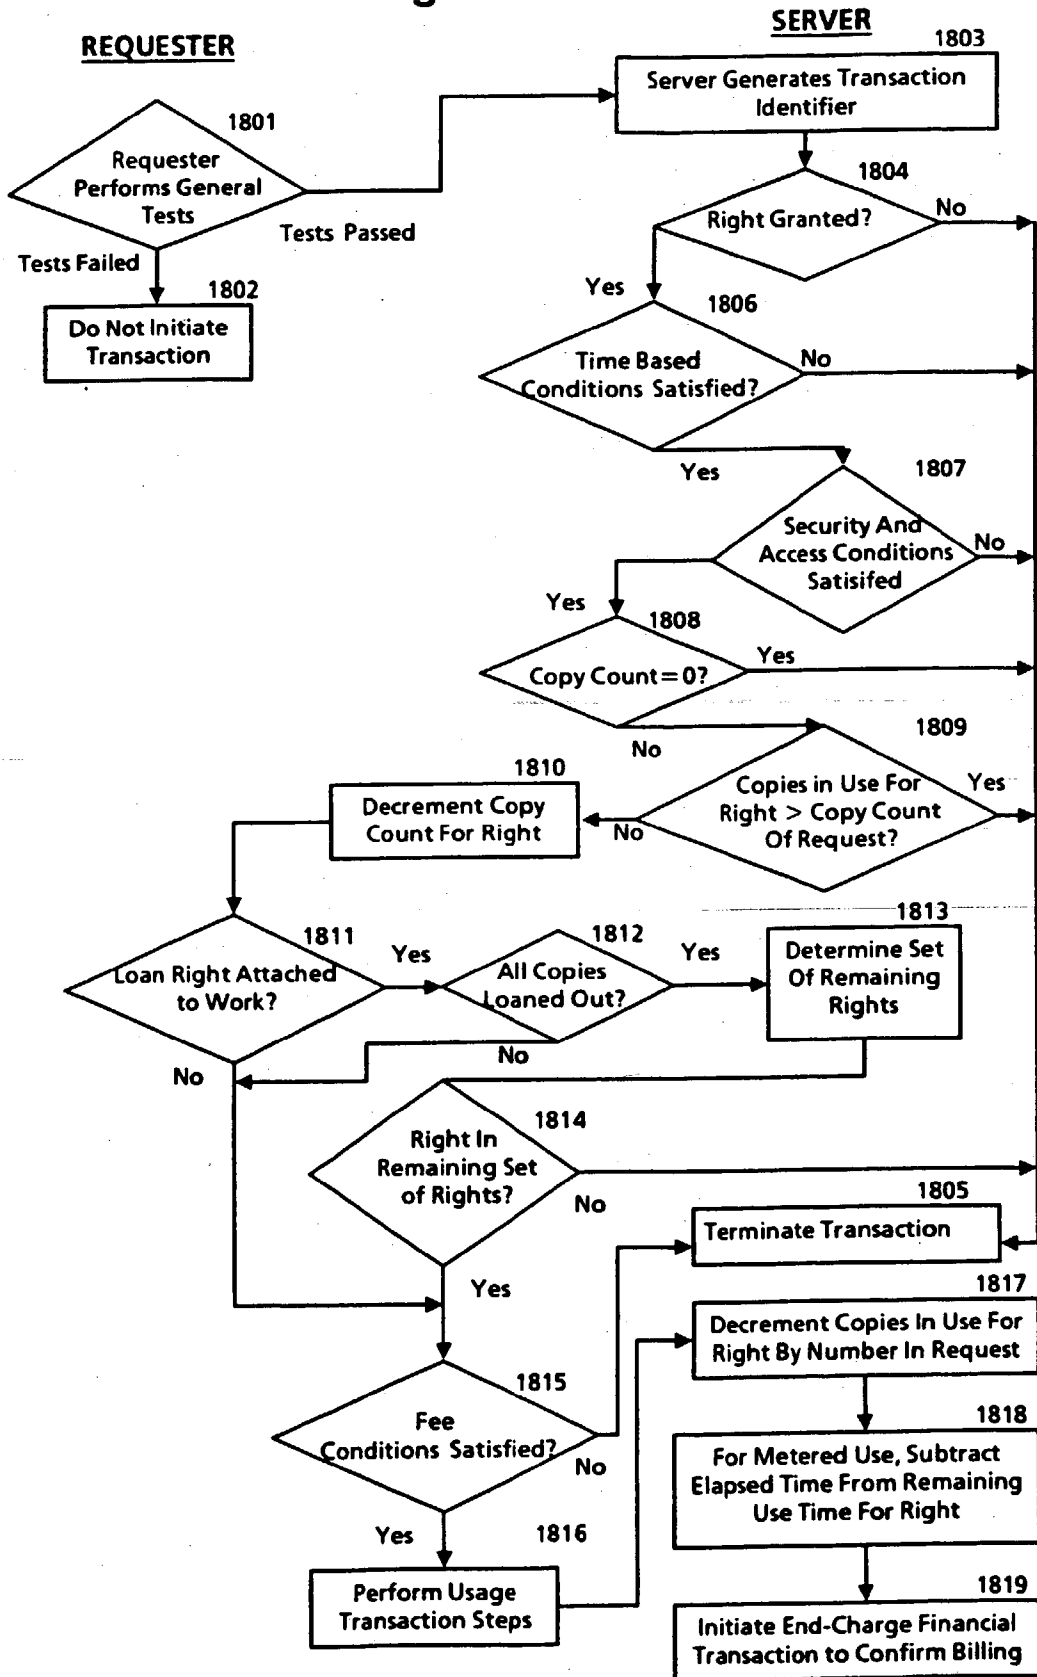 REQUESTER
SERVER
1803
Server Generates Transaction
Identifier
1801
Requester
Performs General
Tests
Tests Passed
Tests Failed
1802
Do Not Initiate
Transaction
1804
Right Granted?
No
Yes
1806
Time Based
Conditions Satisfied?
No
Yes
1807
Security And
Access Conditions
Satisifed
No
Yes
1808
Copy Count=0?
Yes
No
1809
Copies in Use For
Right > Copy Count
Of Request?
Yes
No
1810
Decrement Copy
Count For Right
1811
Loan Right Attached
to Work?
Yes
No
1812
All Copies
Loaned Out?
Yes
No
1813
Determine Set
Of Remaining
Rights
1814
Right In
Remaining Set
of Rights?
No
Yes
1805
Terminate Transaction
1815
Fee
Conditions Satisfied?
No
Yes
1816
Perform Usage
Transaction Steps
1817
Decrement Copies In Use For
Right By Number In Request
1818
For Metered Use, Subtract
Elapsed Time From Remaining
Use Time For Right
1819
Initiate End-Charge Financial
Transaction to Confirm Billing